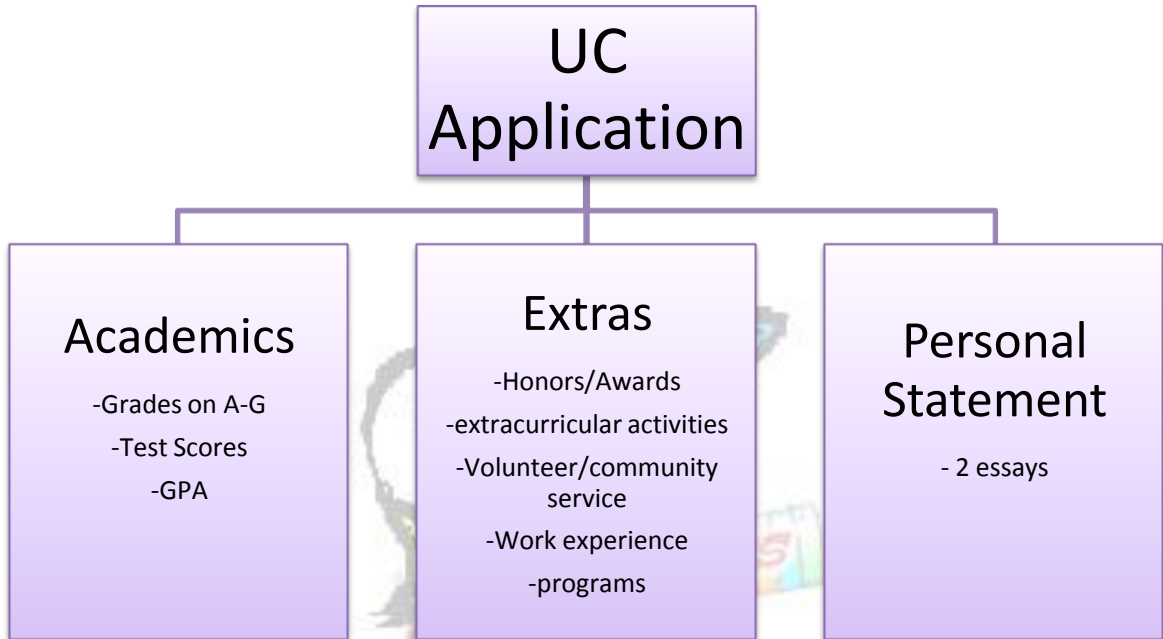 UC
Application
Academics
-Grades on A-G
-Test Scores
-GPA
Extras
-Honors/Awards
-extracurricular activities
-Volunteer/community
service
-Work experience
-programs
Personal
Statement
- 2 essays